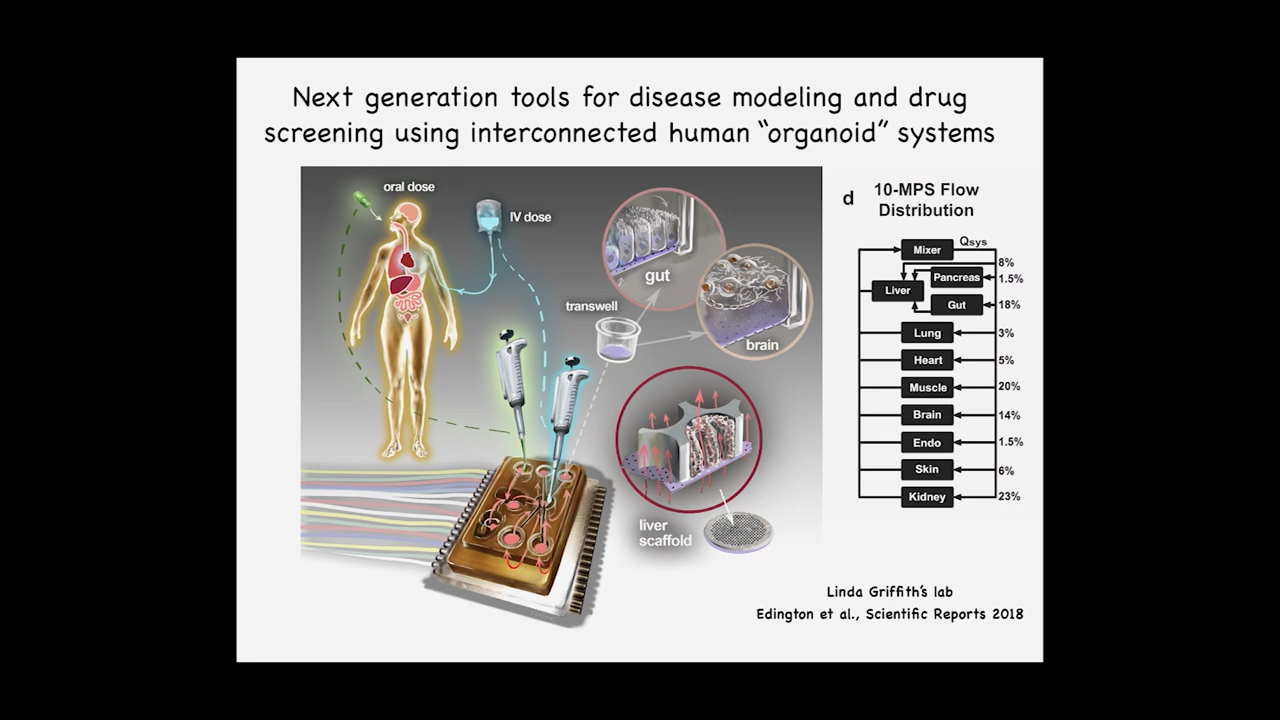 Next generation tools for disease modeling and drug
screening using interconnected human “organoid” systems
oral dose
IV dose
gut
transwell
brain
liver
scaffold
d
10-MPS Flow
Distribution
Mixer
Qsys
8%
Pancreas
1.5%
Liver
Gut
18%
Lung
3%
Heart
5%
Muscle
20%
Brain
14%
Endo
1.5%
Skin
6%
Kidney
23%
Linda Griffith's lab
Edington et al., Scientific Reports 2018